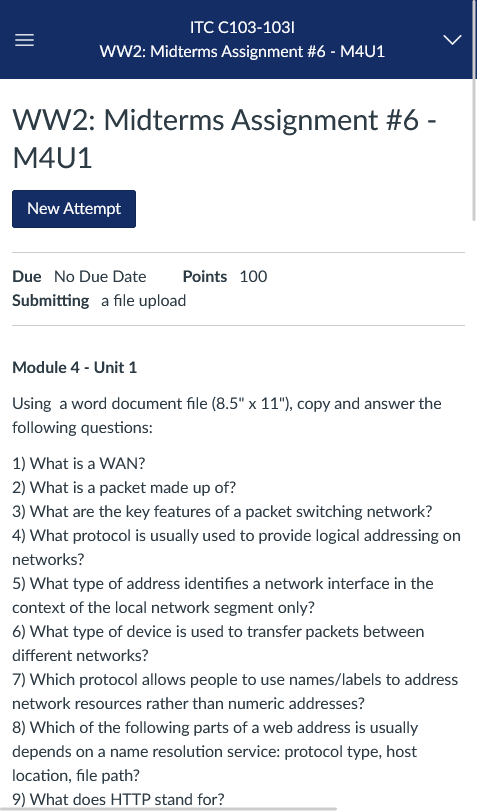 ITC C103-103I
WW2: Midterms Assignment #6 - M4U1
WW2: Midterms Assignment #6 -
M4U1
New Attempt
Due No Due Date Points 100
Submitting a file upload
Module 4 - Unit 1
Using a word document file (8.5" x 11"), copy and answer the
following questions:
1) What is a WAN?
2) What is a packet made up of?
3) What are the key features of a packet switching network?
4) What protocol is usually used to provide logical addressing on
networks?
5) What type of address identifies a network interface in the
context of the local network segment only?
6) What type of device is used to transfer packets between
different networks?
7) Which protocol allows people to use names/labels to address
network resources rather than numeric addresses?
8) Which of the following parts of a web address is usually
depends on a name resolution service: protocol type, host
location, file path?
9) What does HTTP stand for?